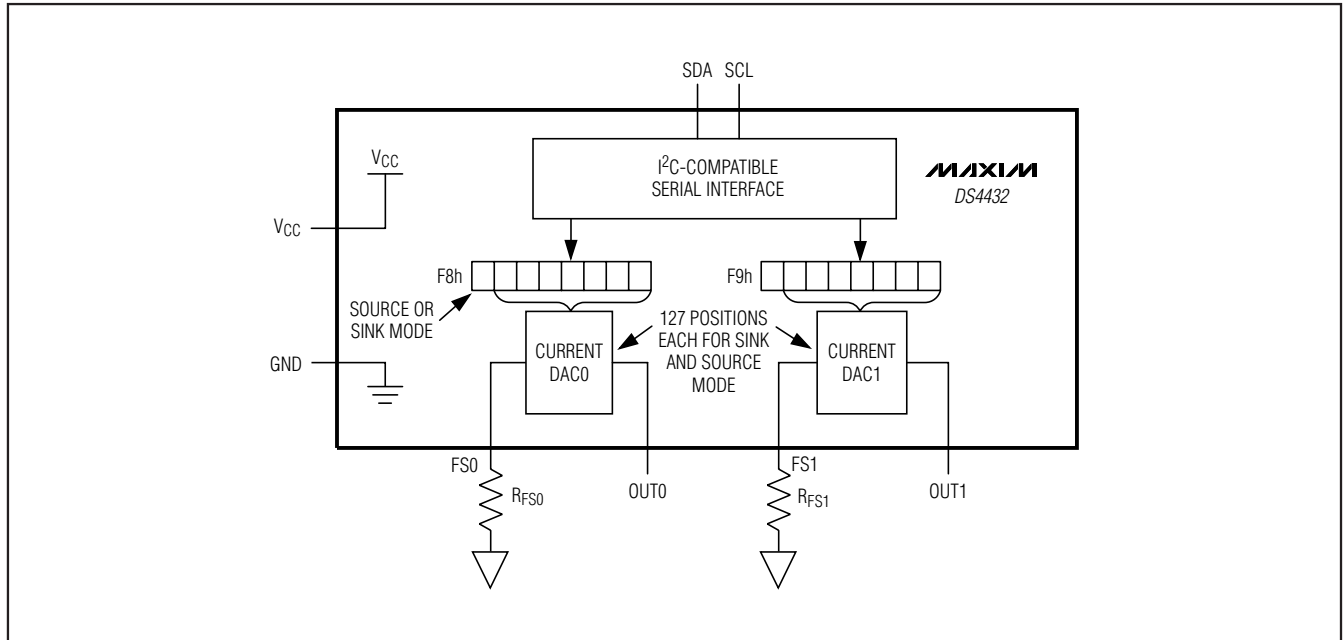 SDA SCL
I²C-COMPATIBLE
SERIAL INTERFACE
MAXIM
DS4432
VCC
VCC
F8h
F9h
SOURCE OR
SINK MODE
127 POSITIONS
EACH FOR SINK
AND SOURCE
MODE
CURRENT
DAC0
CURRENT
DAC1
GND
FS0
RFS0
OUT0
FS1
RFS1
OUT1